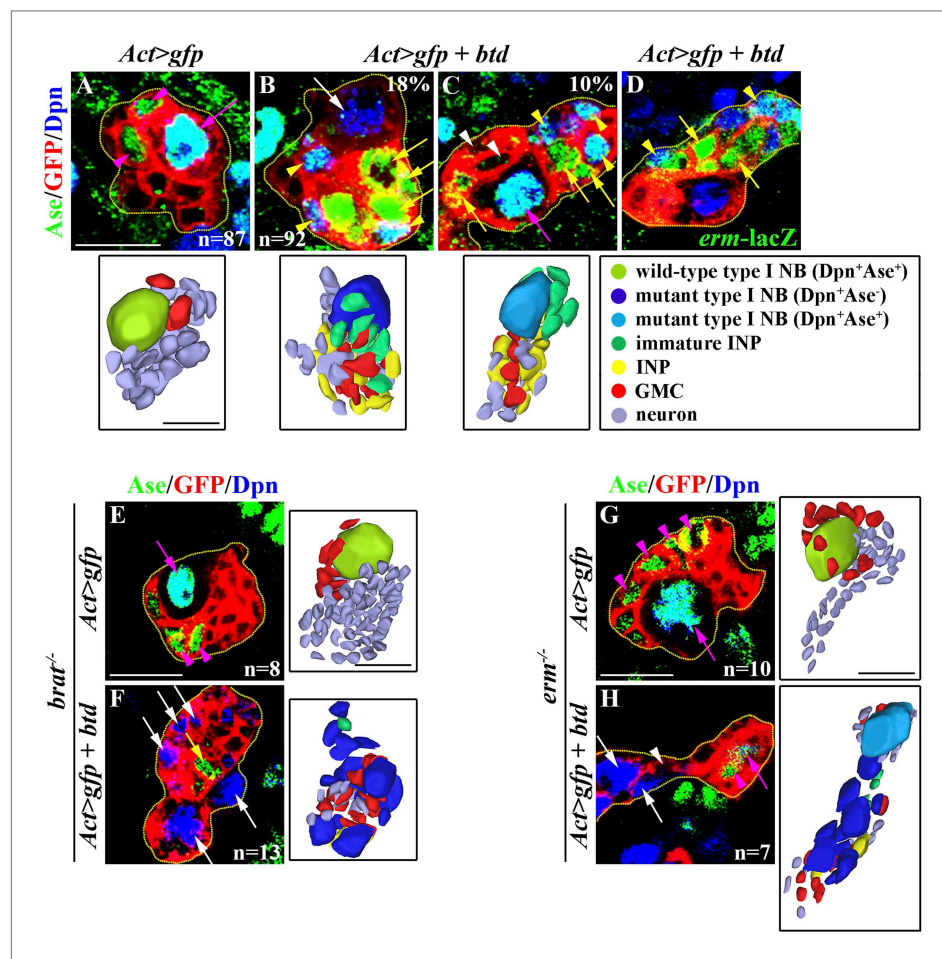 Act>gfp
Act>gfp + btd
Act>gfp + btd
Ase/GFP/Dpn
A
n=87
B
18%
n=92
C
10%
D
erm-lacZ
wild-type type I NB (Dpn⁺Ase⁺)
mutant type I NB (Dpn⁺Ase⁻)
mutant type I NB (Dpn⁺Ase⁺)
immature INP
INP
GMC
neuron
Ase/GFP/Dpn
brat⁻/⁻
Act>gfp
E
n=8
Act>gfp + btd
F
n=13
Ase/GFP/Dpn
erm⁻/⁻
Act>gfp
G
n=10
Act>gfp + btd
H
n=7